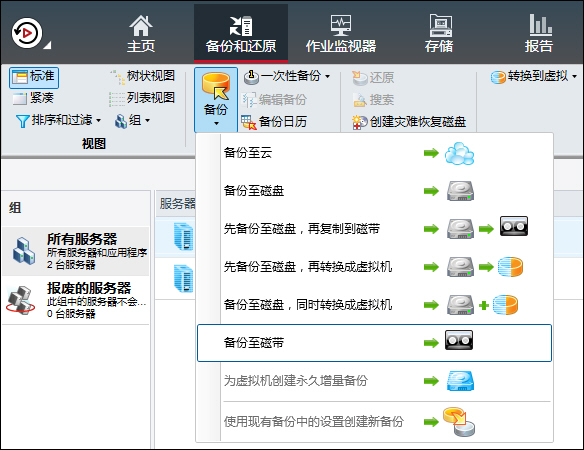 主页
备份和还原
作业监视器
存储
报告
标准
树状视图
紧凑
列表视图
排序和过滤
组
视图
备份
一次性备份
编辑备份
备份日历
还原
搜索
创建灾难恢复磁盘
转换到虚拟
组
所有服务器
所有服务器和应用程序
2 台服务器
报废的服务器
此组中的服务器不会...
0 台服务器
服务器
备份至云
备份至磁盘
先备份至磁盘，再复制到磁带
先备份至磁盘，再转换成虚拟机
备份至磁盘，同时转换成虚拟机
备份至磁带
为虚拟机创建永久增量备份
使用现有备份中的设置创建新备份